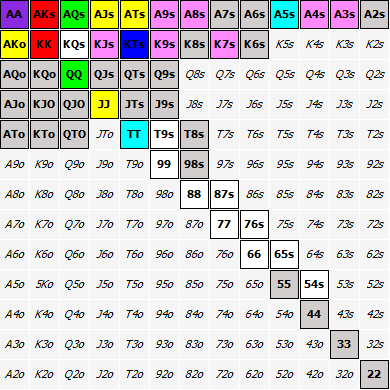 AA AKs AQs AJs ATs A9s A8s A7s A6s A5s A4s A3s A2s
AKo KK KQs KJs KTs K9s K8s K7s K6s K5s K4s K3s K2s
AQo KQo QQ QJs QTs Q9s Q8s Q7s Q6s Q5s Q4s Q3s Q2s
AJo KJO QJO JJ JTs J9s J8s J7s J6s J5s J4s J3s J2s
ATo KTo QTO JTo TT T9s T8s T7s T6s T5s T4s T3s T2s
A9o K9o Q9o J9o T9o 99 98s 97s 96s 95s 94s 93s 92s
A8o K8o Q8o J8o T8o 98o 88 87s 86s 85s 84s 83s 82s
A7o K7o Q7o J7o T7o 97o 87o 77 76s 75s 74s 73s 72s
A6o K6o Q6o J6o T6o 96o 86o 76o 66 65s 64s 63s 62s
A5o 5Ko Q5o J5o T5o 95o 85o 75o 65o 55 54s 53s 52s
A4o K4o Q4o J4o T4o 94o 84o 74o 64o 54o 44 43s 42s
A3o K3o Q3o J3o T3o 93o 83o 73o 63o 53o 43o 33 32s
A2o K2o Q2o J2o T2o 92o 82o 72o 62o 52o 42o 32o 22